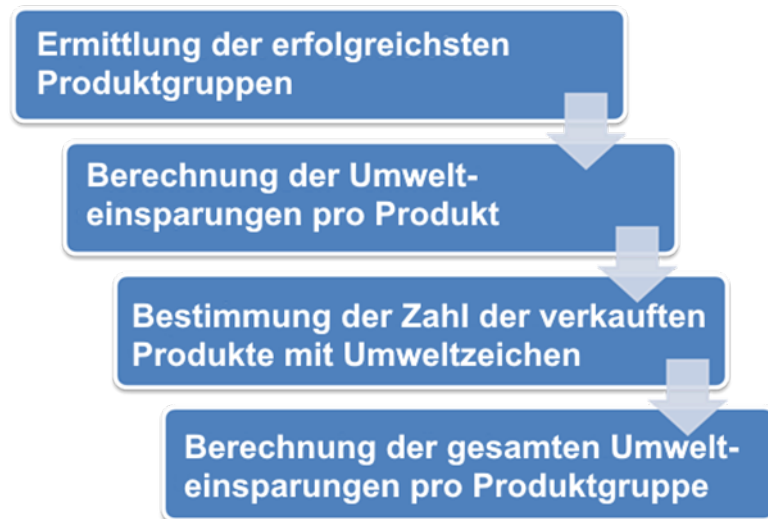 Ermittlung der erfolgreichsten
Produktgruppen
Berechnung der Umwelt-
einsparungen pro Produkt
Bestimmung der Zahl der verkauften
Produkte mit Umweltzeichen
Berechnung der gesamten Umwelt-
einsparungen pro Produktgruppe